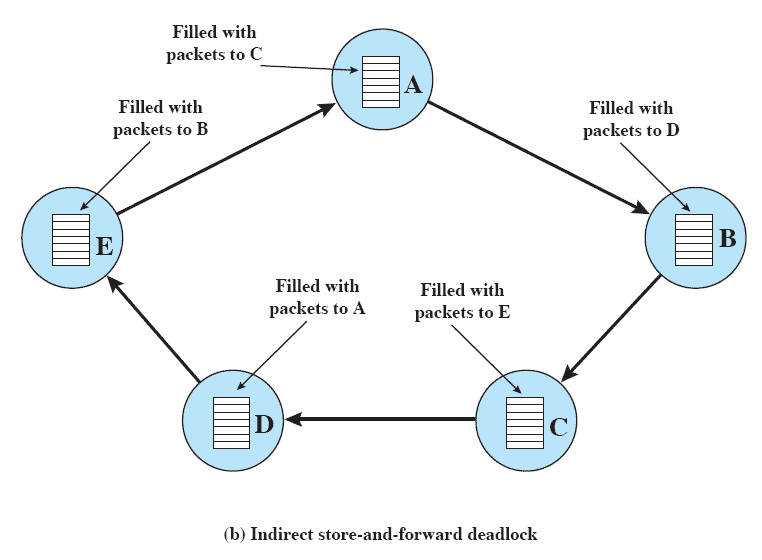 Filled with
packets to C
A
Filled with
packets to B
Filled with
packets to D
E
B
Filled with
packets to A
Filled with
packets to E
D
C
(b) Indirect store-and-forward deadlock